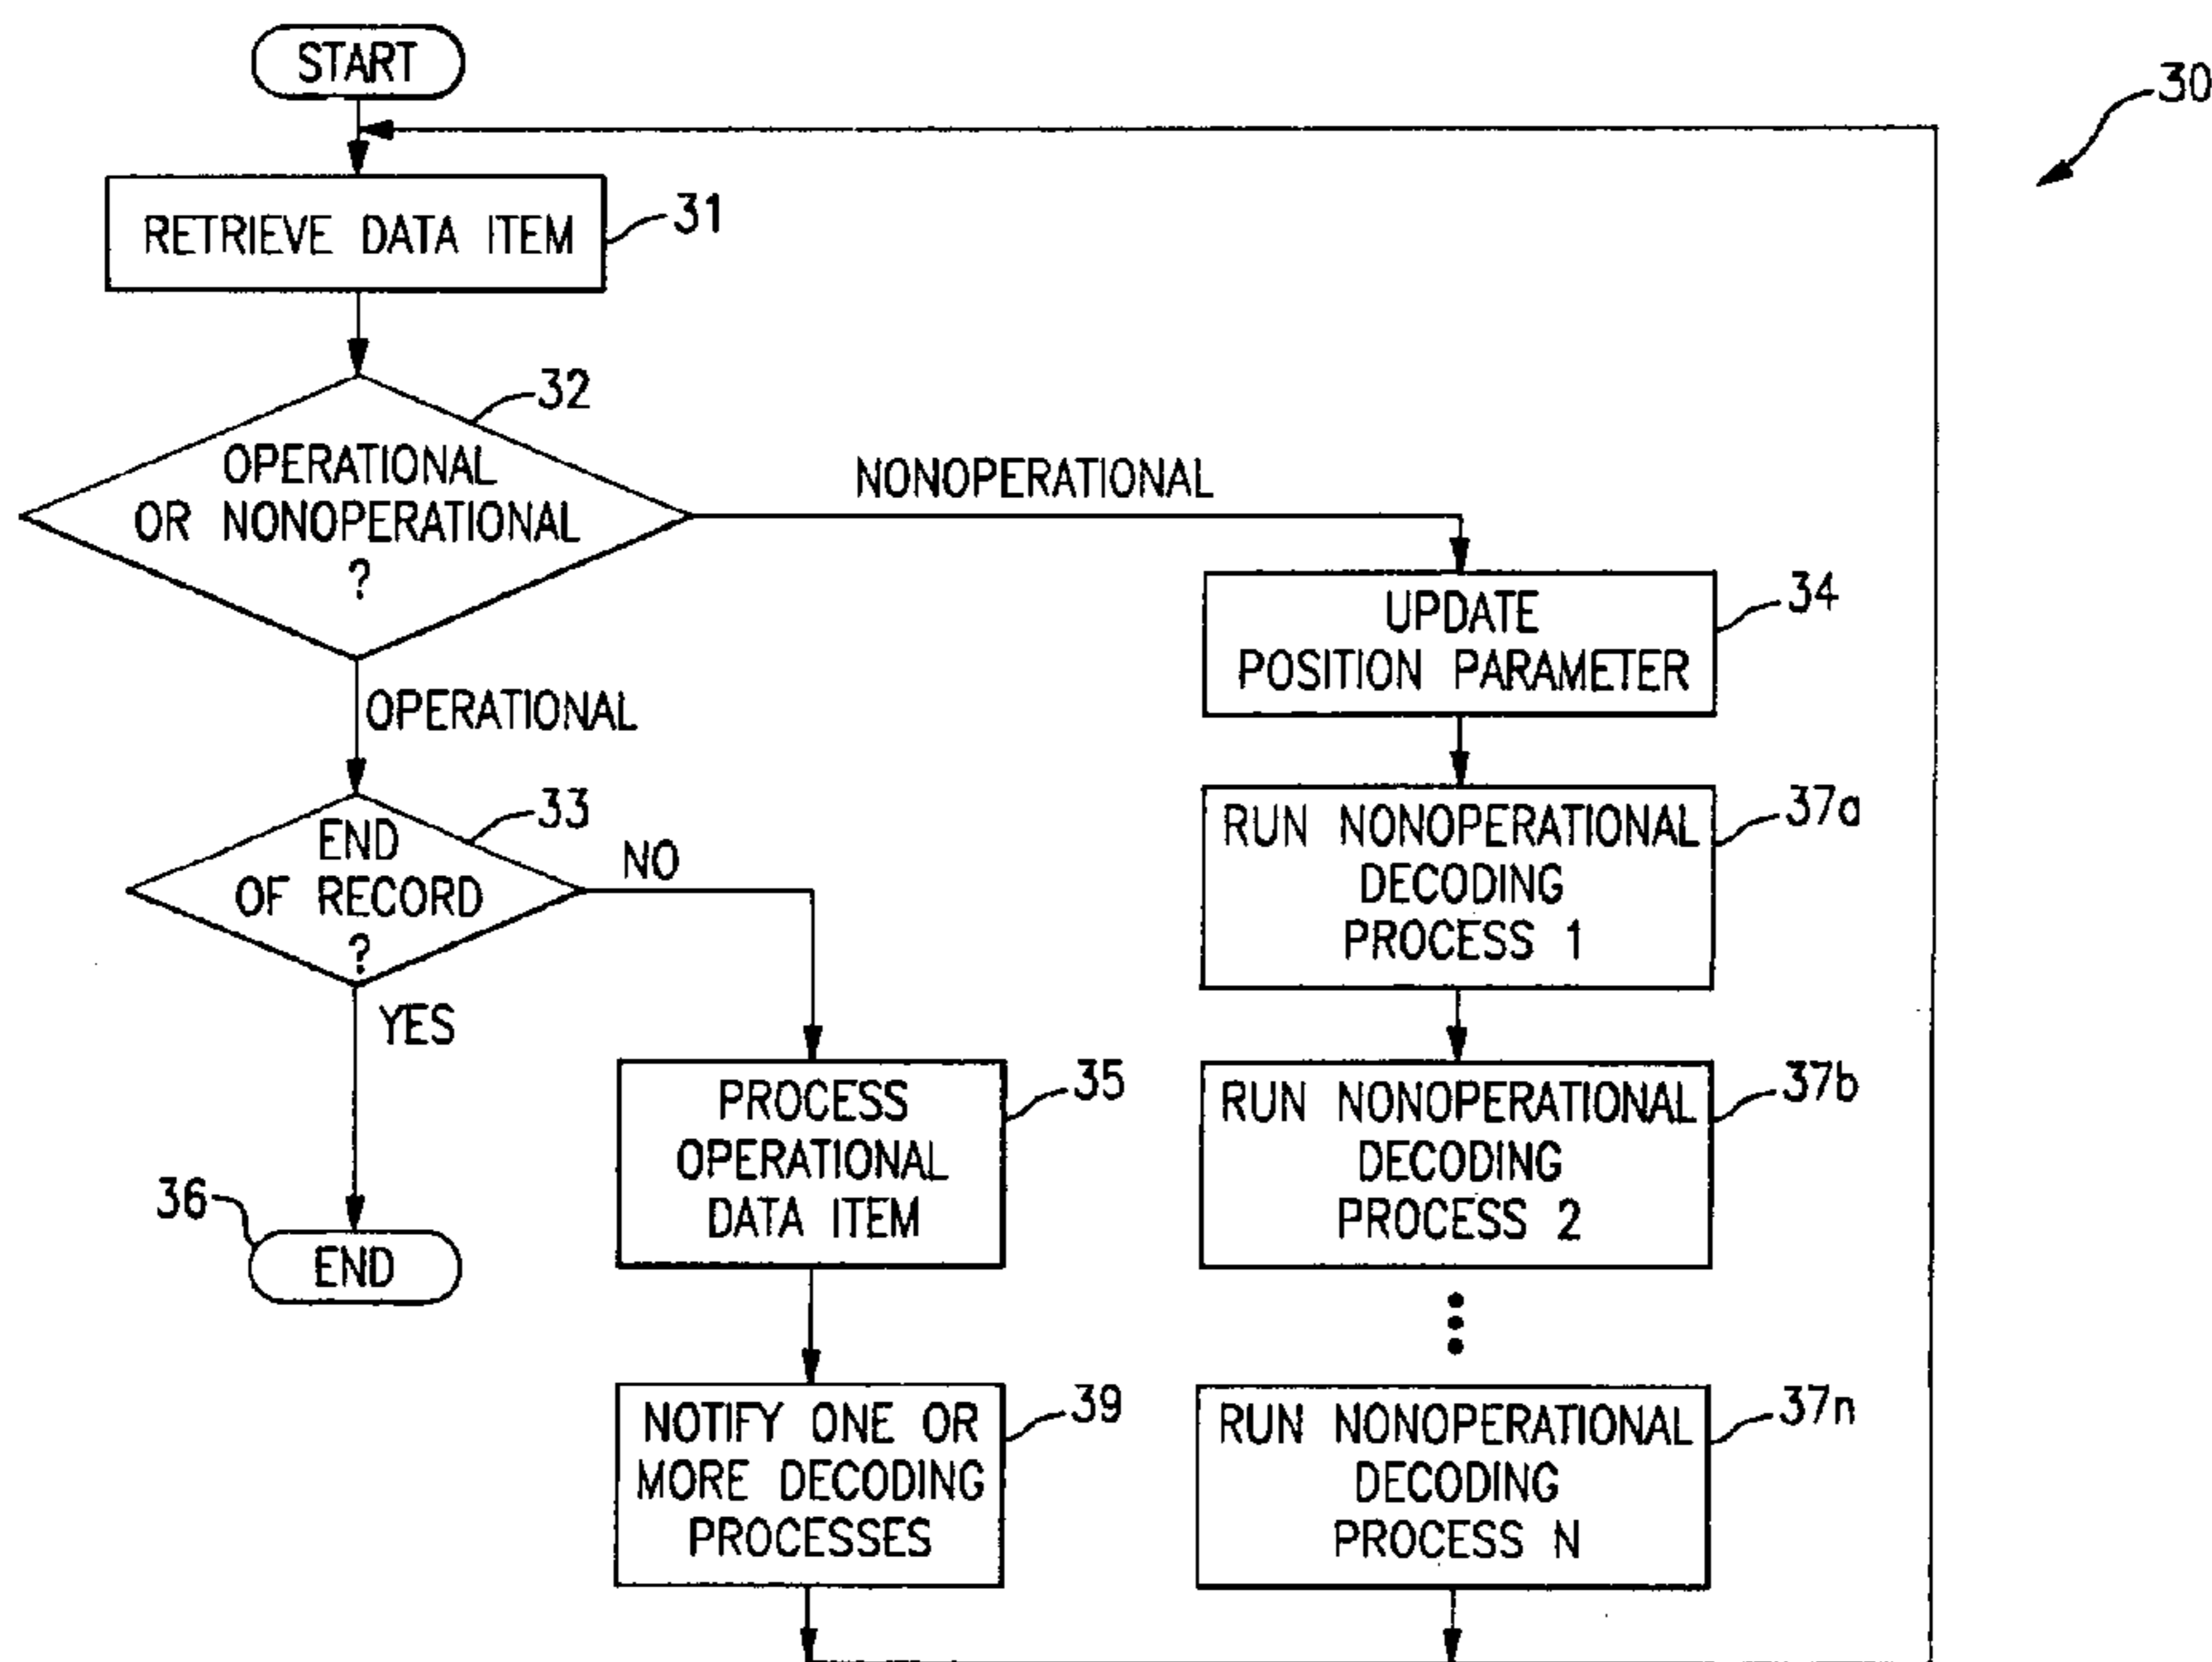 START
30
RETRIEVE DATA ITEM
31
32
OPERATIONAL
OR NONOPERATIONAL
?
NONOPERATIONAL
34
UPDATE
POSITION PARAMETER
OPERATIONAL
33
END
OF RECORD
?
NO
YES
37a
RUN NONOPERATIONAL
DECODING
PROCESS 1
35
PROCESS
OPERATIONAL
DATA ITEM
37b
RUN NONOPERATIONAL
DECODING
PROCESS 2
36
END
39
NOTIFY ONE OR
MORE DECODING
PROCESSES
37n
RUN NONOPERATIONAL
DECODING
PROCESS N